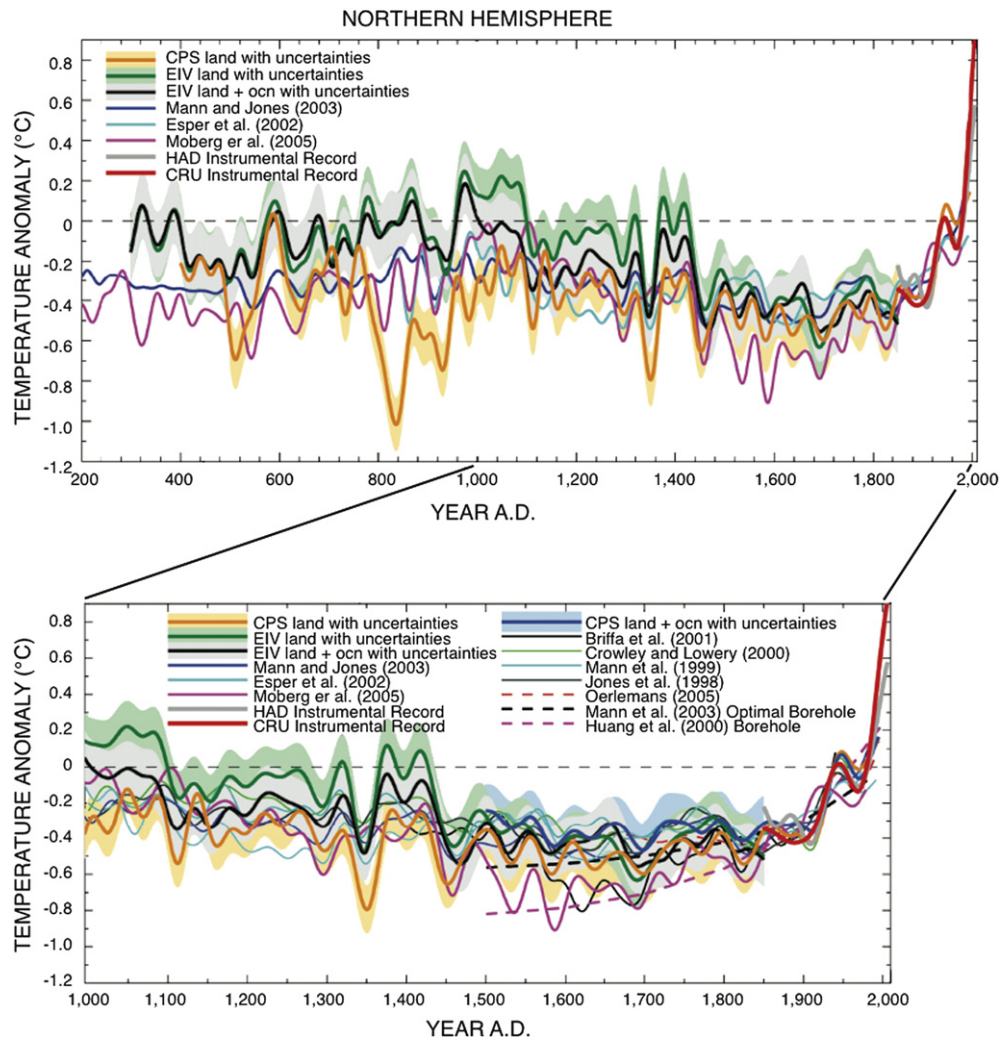 NORTHERN HEMISPHERE
TEMPERATURE ANOMALY (°C)
0.8
0.6
0.4
0.2
0
-0.2
-0.4
-0.6
-0.8
-1.0
-1.2
CPS land with uncertainties
EIV land with uncertainties
EIV land + ocn with uncertainties
Mann and Jones (2003)
Esper et al. (2002)
Moberg er al. (2005)
HAD Instrumental Record
CRU Instrumental Record
200 400 600 800 1,000 1,200 1,400 1,600 1,800 2,000
YEAR A.D.
TEMPERATURE ANOMALY (°C)
0.8
0.6
0.4
0.2
0
-0.2
-0.4
-0.6
-0.8
-1.0
-1.2
CPS land with uncertainties
EIV land with uncertainties
EIV land + ocn with uncertainties
Mann and Jones (2003)
Esper et al. (2002)
Moberg er al. (2005)
HAD Instrumental Record
CRU Instrumental Record
CPS land + ocn with uncertainties
Briffa et al. (2001)
Crowley and Lowery (2000)
Mann et al. (1999)
Jones et al. (1998)
Oerlemans (2005)
Mann et al. (2003) Optimal Borehole
Huang et al. (2000) Borehole
1,000 1,100 1,200 1,300 1,400 1,500 1,600 1,700 1,800 1,900 2,000
YEAR A.D.